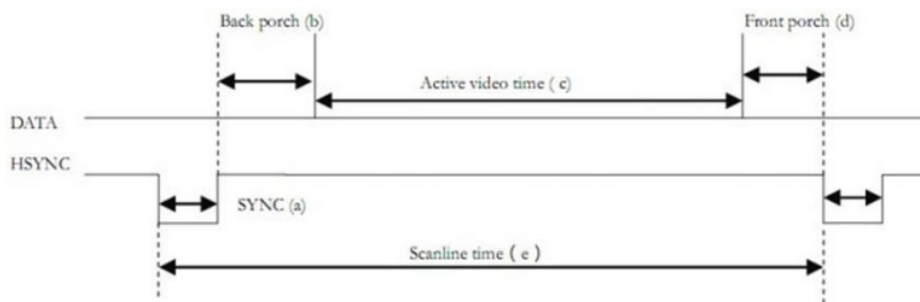 Back porch (b)
Front porch (d)
Active video time ( c)
DATA
HSYNC
SYNC (a)
Scanline time ( e )